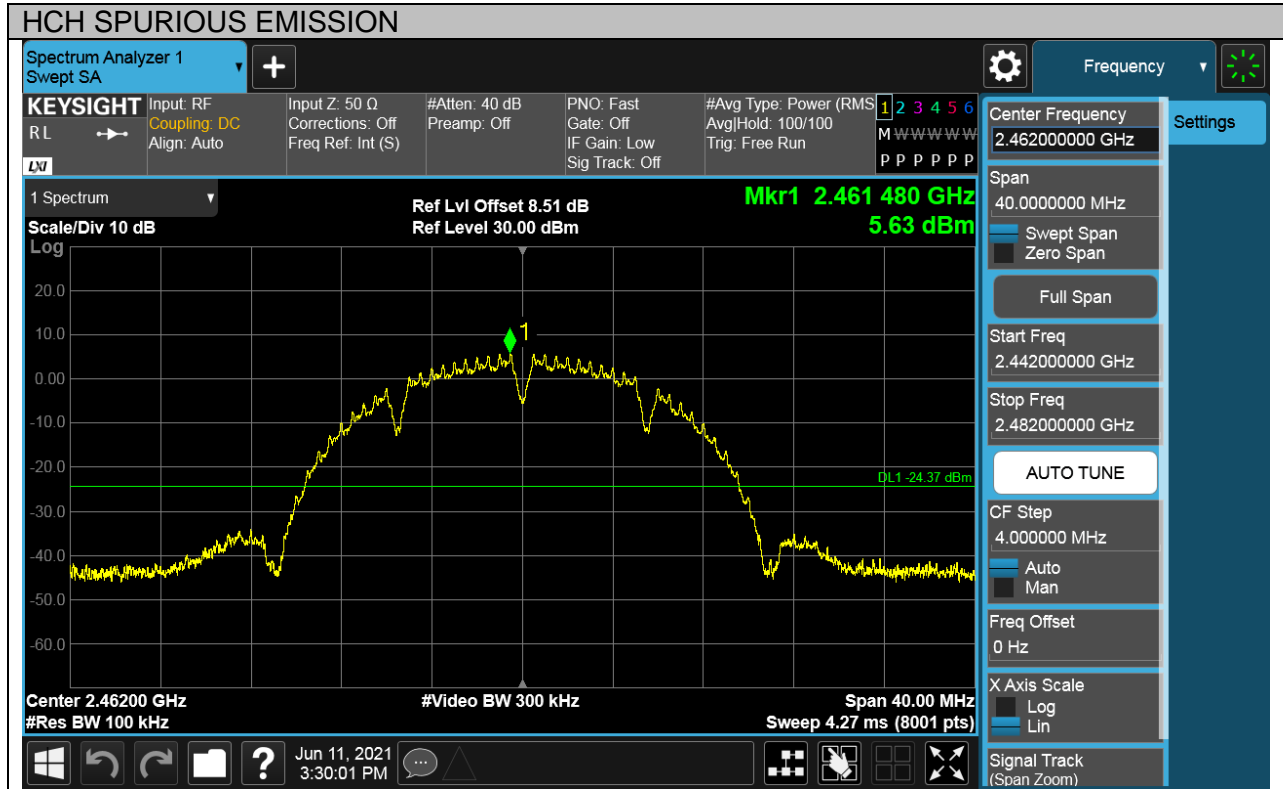 HCH SPURIOUS EMISSION
Spectrum Analyzer 1
Swept SA
Frequency
KEYSIGHT
R L
LXI
Input: RF
Coupling: DC
Align: Auto
Input Z: 50 Ω
Corrections: Off
Freq Ref: Int (S)
#Atten: 40 dB
Preamp: Off
PNO: Fast
Gate: Off
IF Gain: Low
Sig Track: Off
#Avg Type: Power (RMS
Avg|Hold: 100/100
Trig: Free Run
1 2 3 4 5 6
M W W W W W
P P P P P P
1 Spectrum
Scale/Div 10 dB
Ref Lvl Offset 8.51 dB
Ref Level 30.00 dBm
Mkr1 2.461 480 GHz
5.63 dBm
Log
20.0
10.0
0.00
-10.0
-20.0
-30.0
-40.0
-50.0
-60.0
1
DL1 -24.37 dBm
Center 2.46200 GHz
#Res BW 100 kHz
#Video BW 300 kHz
Span 40.00 MHz
Sweep 4.27 ms (8001 pts)
Center Frequency
2.462000000 GHz
Settings
Span
40.0000000 MHz
Swept Span
Zero Span
Full Span
Start Freq
2.442000000 GHz
Stop Freq
2.482000000 GHz
AUTO TUNE
CF Step
4.000000 MHz
Auto
Man
Freq Offset
0 Hz
X Axis Scale
Log
Lin
Signal Track
(Span Zoom)
?
Jun 11, 2021
3:30:01 PM